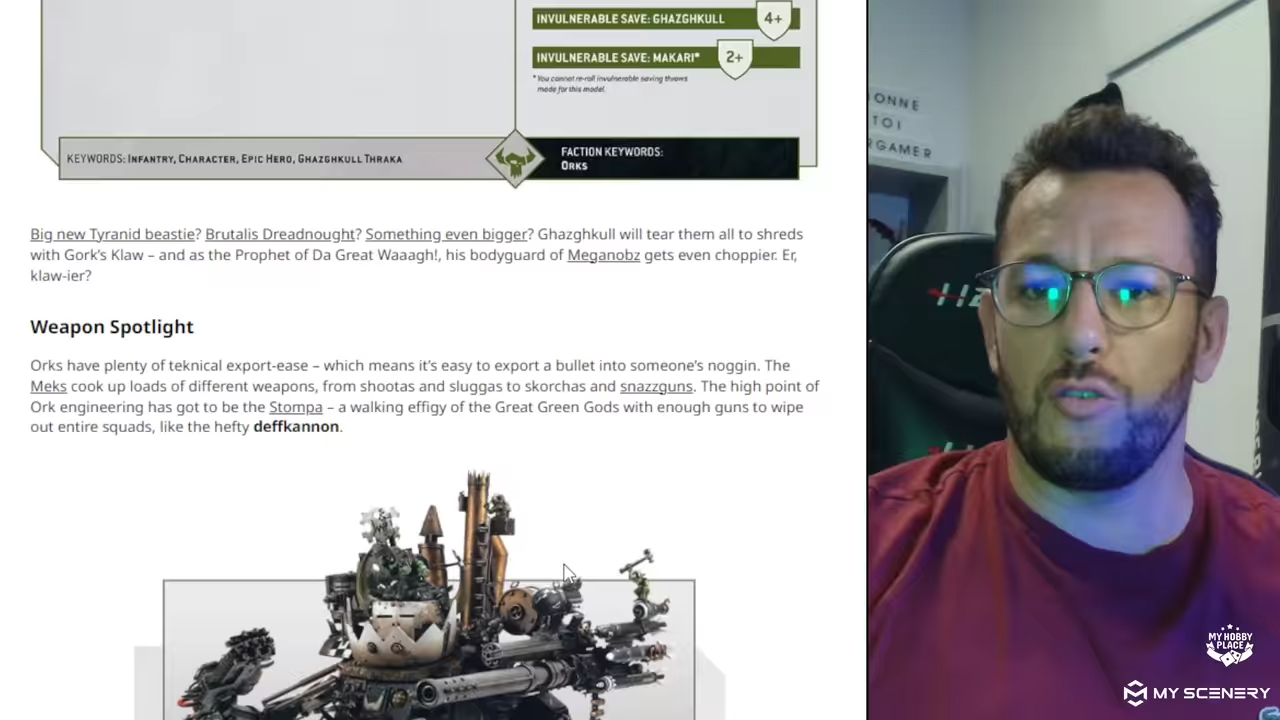 INVULNERABLE SAVE: GHAZGHKULL 4+
INVULNERABLE SAVE: MAKARI* 2+
* You cannot re-roll invulnerable saving throws
made for this model.
KEYWORDS: INFANTRY, CHARACTER, EPIC HERO, GHAZGHKULL THRAKA
FACTION KEYWORDS:
ORKS
Big new Tyranid beastie? Brutalis Dreadnought? Something even bigger? Ghazghkull will tear them all to shreds
with Gork's Klaw – and as the Prophet of Da Great Waaagh!, his bodyguard of Meganobz gets even choppier. Er,
klaw-ier?
Weapon Spotlight
Orks have plenty of teknical export-ease – which means it's easy to export a bullet into someone's noggin. The
Meks cook up loads of different weapons, from shootas and sluggas to skorchas and snazzguns. The high point of
Ork engineering has got to be the Stompa – a walking effigy of the Great Green Gods with enough guns to wipe
out entire squads, like the hefty deffkannon.
ONNE
TOI
RGAMER
MY HOBBY
PLACE
MY SCENERY